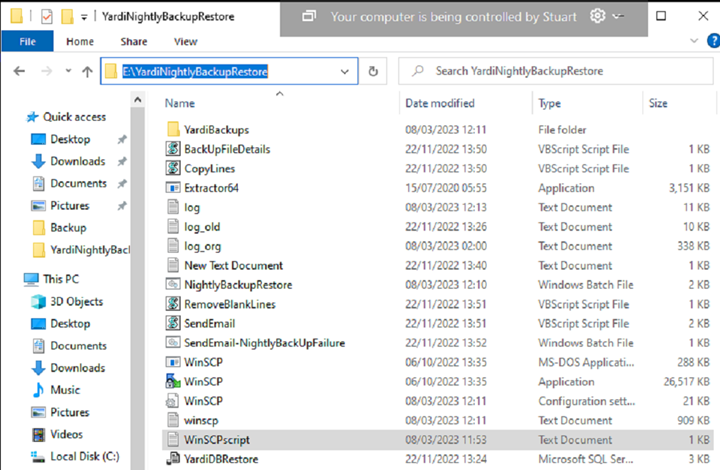 YardiNightlyBackupRestore
Your computer is being controlled by Stuart
File Home Share View
E:\YardiNightlyBackupRestore
Search YardiNightlyBackupRestore
Name Date modified Type Size
Quick access
Desktop
Downloads
Documents
Pictures
Backup
YardiNightlyBacl
This PC
3D Objects
Desktop
Documents
Downloads
Music
Pictures
Videos
Local Disk (C:)
YardiBackups 08/03/2023 12:11 File folder
BackUpFileDetails 22/11/2022 13:50 VBScript Script File 1 KB
CopyLines 22/11/2022 13:50 VBScript Script File 1 KB
Extractor64 15/07/2020 05:55 Application 3,151 KB
log 08/03/2023 12:13 Text Document 11 KB
log_old 22/11/2022 13:26 Text Document 10 KB
log_org 08/03/2023 02:00 Text Document 338 KB
New Text Document 22/11/2022 13:40 Text Document 1 KB
NightlyBackupRestore 08/03/2023 12:10 Windows Batch File 2 KB
RemoveBlankLines 22/11/2022 13:51 VBScript Script File 1 KB
SendEmail 22/11/2022 13:51 VBScript Script File 2 KB
SendEmail-NightlyBackUpFailure 22/11/2022 13:52 Windows Batch File 1 KB
WinSCP 06/10/2022 13:35 MS-DOS Applicati... 288 KB
WinSCP 06/10/2022 13:35 Application 26,517 KB
WinSCP 08/03/2023 12:11 Configuration sett... 21 KB
winscp 08/03/2023 12:11 Text Document 909 KB
WinSCPscript 08/03/2023 11:53 Text Document 1 KB
YardiDBRestore 22/11/2022 13:24 Microsoft SQL Ser... 3 KB